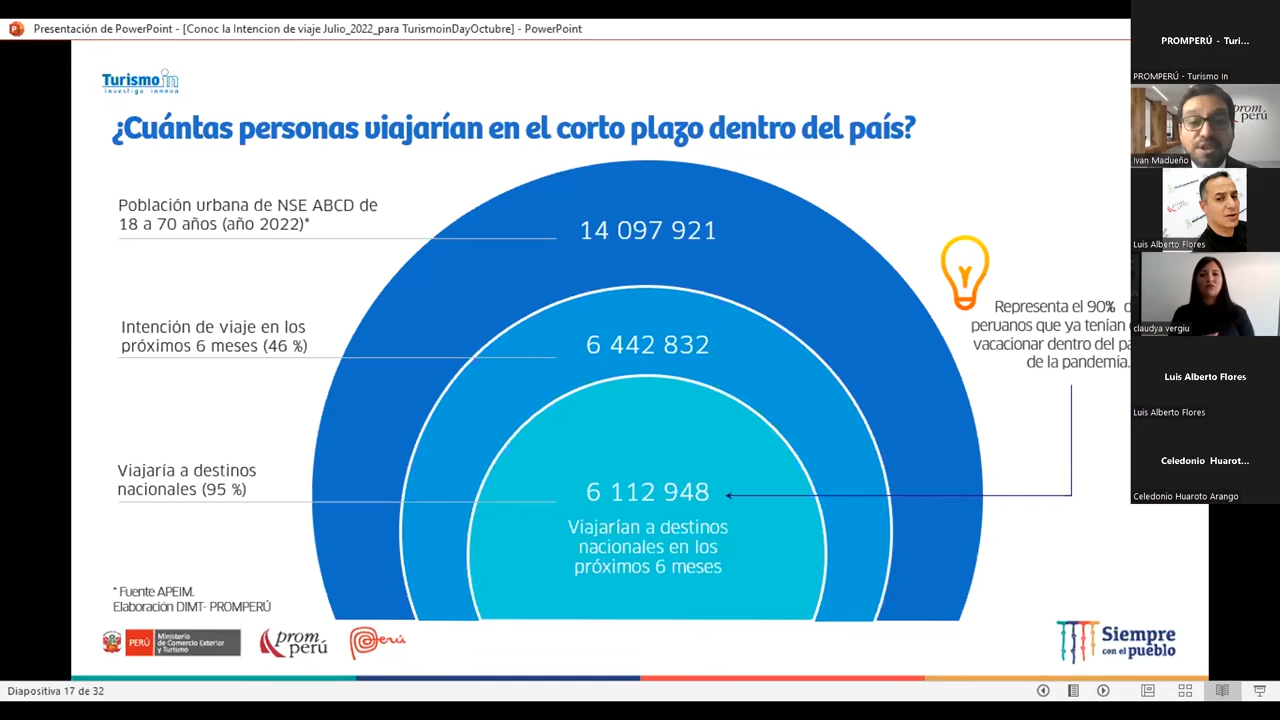 Presentación de PowerPoint - [Conoc la Intencion de viaje Julio_2022_para TurismoinDayOctubre] - PowerPoint
Turismo in
investiga innova
¿Cuántas personas viajarían en el corto plazo dentro del país?
Población urbana de NSE ABCD de
18 a 70 años (año 2022)*
14 097 921
Intención de viaje en los
próximos 6 meses (46 %)
6 442 832
Representa el 90% d
peruanos que ya tenían
vacacionar dentro del pa
de la pandemia.
Viajaría a destinos
nacionales (95 %)
6 112 948
Viajarían a destinos
nacionales en los
próximos 6 meses
* Fuente APEIM.
Elaboración DIMT- PROMPERÚ
PERÚ
Ministerio
de Comercio Exterior
y Turismo
prom
perú
Perú
Siempre
con el pueblo
Diapositiva 17 de 32
PROMPERÚ - Turi...
PROMPERÚ - Turismo In
prom
perú
Ivan Madueño
Luis Alberto Flores
claudya vergiu
Luis Alberto Flores
Luis Alberto Flores
Celedonio Huarot...
Celedonio Huaroto Arango